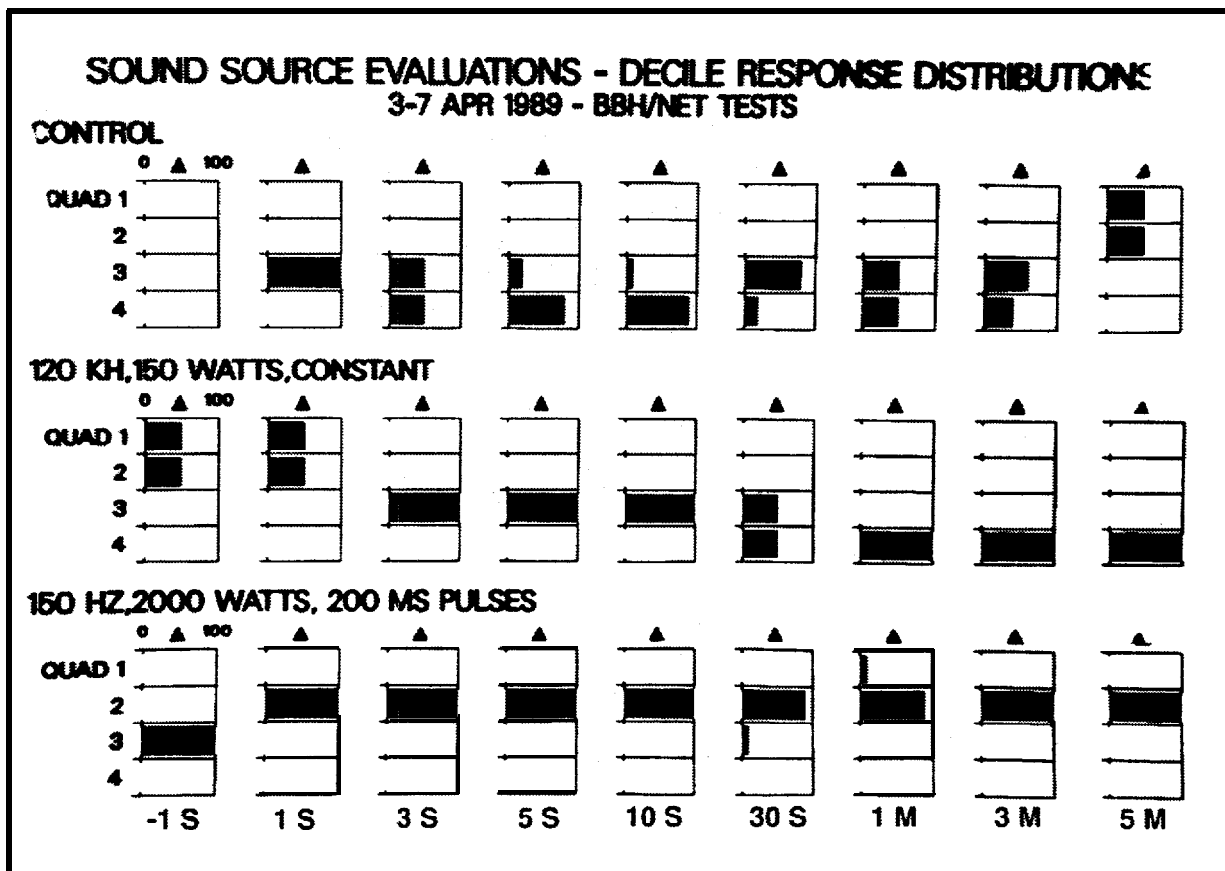 SOUND SOURCE EVALUATIONS - DECILE RESPONSE DISTRIBUTIONS
3-7 APR 1989 - BBH/NET TESTS
CONTROL
0 100
QUAD 1
2
3
4
120 KH,150 WATTS,CONSTANT
0 100
QUAD 1
2
3
4
150 HZ,2000 WATTS, 200 MS PULSES
0 100
QUAD 1
2
3
4
-1 S 1 S 3 S 5 S 10 S 30 S 1 M 3 M 5 M